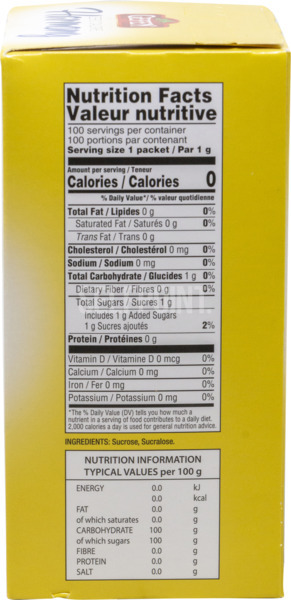 Nutrition Facts
Valeur nutritive
100 servings per container
100 portions par contenant
Serving size 1 packet / Par 1 g
Amount per serving / Teneur
Calories / Calories 0
% Daily Value*/ % valeur quotidienne
Total Fat / Lipides 0 g 0%
Saturated Fat / Saturés 0 g 0%
Trans Fat / Trans 0 g
Cholesterol / Cholestérol 0 mg 0%
Sodium / Sodium 0 mg 0%
Total Carbohydrate / Glucides 1 g 0%
Dietary Fiber / Fibres 0 g 0%
Total Sugars / Sucres 1 g
includes 1 g Added Sugars
1 g Sucres ajoutés 2%
Protein / Protéines 0 g
Vitamin D / Vitamine D 0 mcg 0%
Calcium / Calcium 0 mg 0%
Iron / Fer 0 mg 0%
Potassium / Potassium 0 mg 0%
*The % Daily Value (DV) tells you how much a
nutrient in a serving of food contributes to a daily diet.
2,000 calories a day is used for general nutrition advice.
INGREDIENTS: Sucrose, Sucralose.
NUTRITION INFORMATION
TYPICAL VALUES per 100 g
ENERGY 0.0 kJ
0.0 kcal
FAT 0.0 g
of which saturates 0.0 g
CARBOHYDRATE 100 g
of which sugars 100 g
FIBRE 0.0 g
PROTEIN 0.0 g
SALT 0.0 g